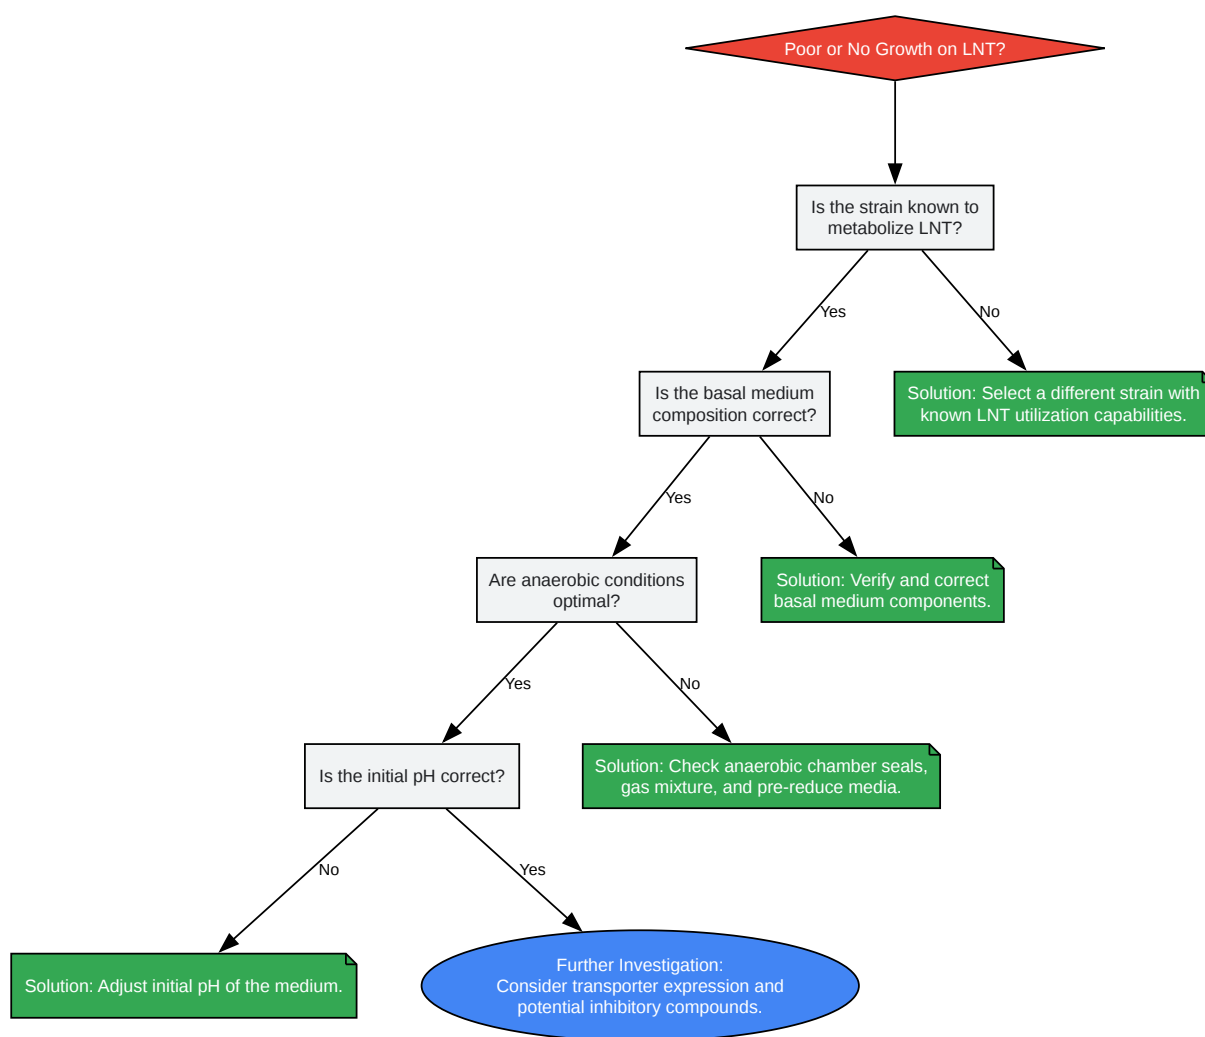 Poor or No Growth on LNT?
Is the strain known to
metabolize LNT?
Yes
No
Is the basal medium
composition correct?
Solution: Select a different strain with
known LNT utilization capabilities.
Yes
No
Are anaerobic conditions
optimal?
Solution: Verify and correct
basal medium components.
Yes
No
Is the initial pH correct?
Solution: Check anaerobic chamber seals,
gas mixture, and pre-reduce media.
No
Yes
Solution: Adjust initial pH of the medium.
Further Investigation:
Consider transporter expression and
potential inhibitory compounds.